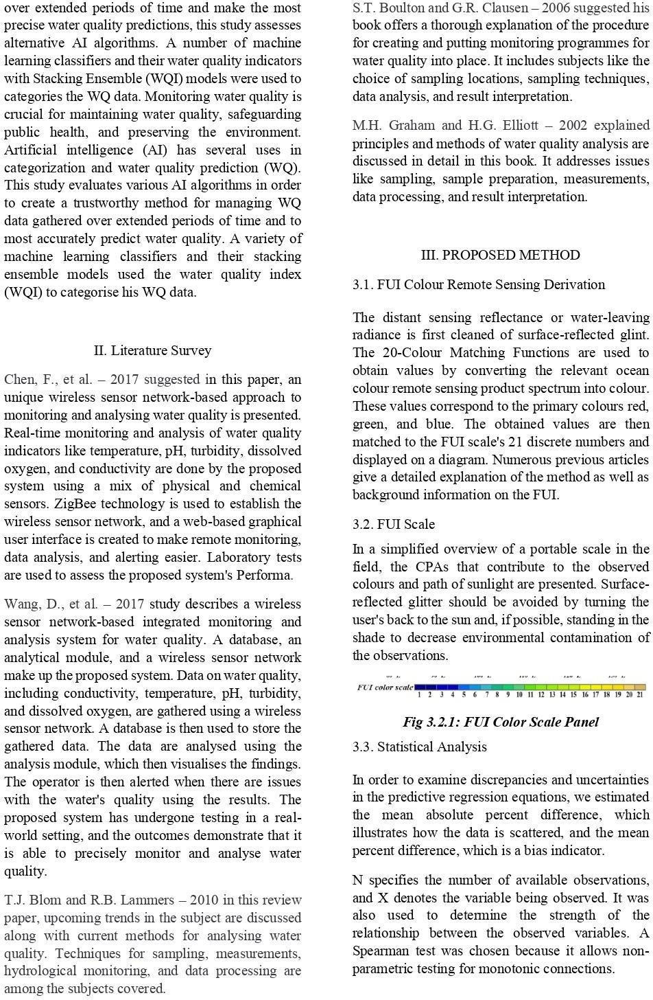 over extended periods of time and make the most
precise water quality predictions, this study assesses
alternative AI algorithms. A number of machine
learning classifiers and their water quality indicators
with Stacking Ensemble (WQI) models were used to
categories the WQ data. Monitoring water quality is
crucial for maintaining water quality, safeguarding
public health, and preserving the environment.
Artificial intelligence (AI) has several uses in
categorization and water quality prediction (WQ).
This study evaluates various AI algorithms in order
to create a trustworthy method for managing WQ
data gathered over extended periods of time and to
most accurately predict water quality. A variety of
machine learning classifiers and their stacking
ensemble models used the water quality index
(WQI) to categorise his WQ data.
II. Literature Survey
Chen, F., et al. – 2017 suggested in this paper, an
unique wireless sensor network-based approach to
monitoring and analysing water quality is presented.
Real-time monitoring and analysis of water quality
indicators like temperature, pH, turbidity, dissolved
oxygen, and conductivity are done by the proposed
system using a mix of physical and chemical
sensors. ZigBee technology is used to establish the
wireless sensor network, and a web-based graphical
user interface is created to make remote monitoring,
data analysis, and alerting easier. Laboratory tests
are used to assess the proposed system's Performa.
Wang, D., et al. – 2017 study describes a wireless
sensor network-based integrated monitoring and
analysis system for water quality. A database, an
analytical module, and a wireless sensor network
make up the proposed system. Data on water quality,
including conductivity, temperature, pH, turbidity,
and dissolved oxygen, are gathered using a wireless
sensor network. A database is then used to store the
gathered data. The data are analysed using the
analysis module, which then visualises the findings.
The operator is then alerted when there are issues
with the water's quality using the results. The
proposed system has undergone testing in a real-
world setting, and the outcomes demonstrate that it
is able to precisely monitor and analyse water
quality.
T.J. Blom and R.B. Lammers – 2010 in this review
paper, upcoming trends in the subject are discussed
along with current methods for analysing water
quality. Techniques for sampling, measurements,
hydrological monitoring, and data processing are
among the subjects covered.
S.T. Boulton and G.R. Clausen – 2006 suggested his
book offers a thorough explanation of the procedure
for creating and putting monitoring programmes for
water quality into place. It includes subjects like the
choice of sampling locations, sampling techniques,
data analysis, and result interpretation.
M.H. Graham and H.G. Elliott – 2002 explained
principles and methods of water quality analysis are
discussed in detail in this book. It addresses issues
like sampling, sample preparation, measurements,
data processing, and result interpretation.
III. PROPOSED METHOD
3.1. FUI Colour Remote Sensing Derivation
The distant sensing reflectance or water-leaving
radiance is first cleaned of surface-reflected glint.
The 20-Colour Matching Functions are used to
obtain values by converting the relevant ocean
colour remote sensing product spectrum into colour.
These values correspond to the primary colours red,
green, and blue. The obtained values are then
matched to the FUI scale's 21 discrete numbers and
displayed on a diagram. Numerous previous articles
give a detailed explanation of the method as well as
background information on the FUI.
3.2. FUI Scale
In a simplified overview of a portable scale in the
field, the CPAs that contribute to the observed
colours and path of sunlight are presented. Surface-
reflected glitter should be avoided by turning the
user's back to the sun and, if possible, standing in the
shade to decrease environmental contamination of
the observations.
FUI color scale
1 2 3 4 5 6 7 8 9 10 11 12 13 14 15 16 17 18 19 20 21
Fig 3.2.1: FUI Color Scale Panel
3.3. Statistical Analysis
In order to examine discrepancies and uncertainties
in the predictive regression equations, we estimated
the mean absolute percent difference, which
illustrates how the data is scattered, and the mean
percent difference, which is a bias indicator.
N specifies the number of available observations,
and X denotes the variable being observed. It was
also used to determine the strength of the
relationship between the observed variables. A
Spearman test was chosen because it allows non-
parametric testing for monotonic connections.